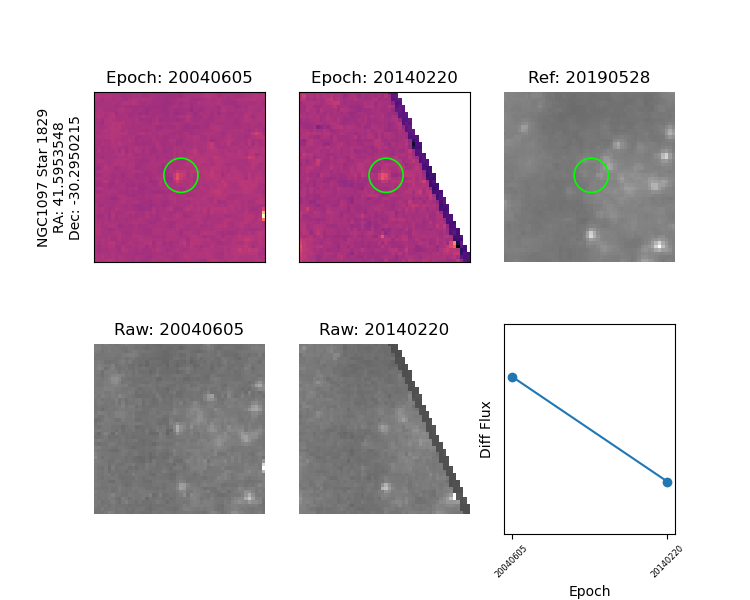 Epoch: 20040605
Epoch: 20140220
Ref: 20190528
NGC1097 Star 1829
RA: 41.5953548
Dec: -30.2950215
Raw: 20040605
Raw: 20140220
Diff Flux
20040605
20140220
Epoch